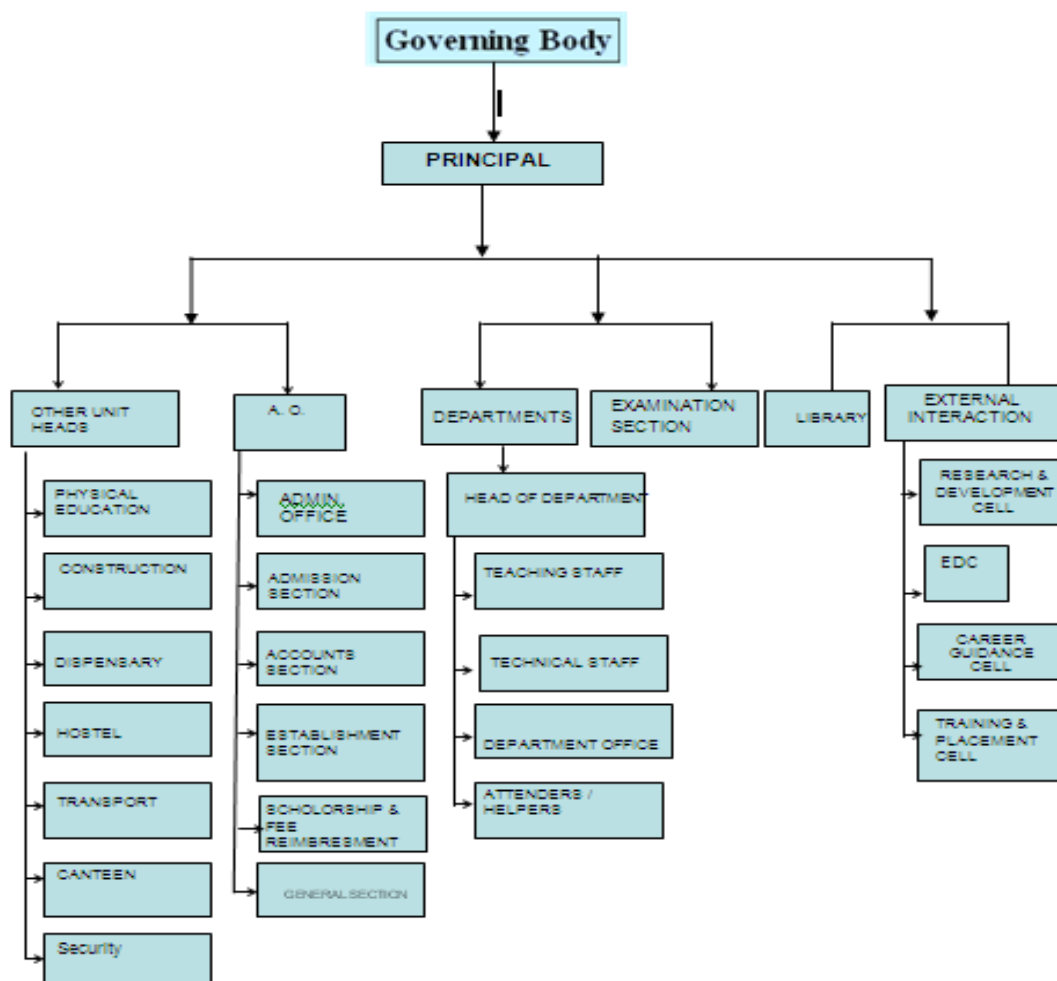 Governing Body
PRINCIPAL
OTHER UNIT
HEADS
A. O.
DEPARTMENTS
EXAMINATION
SECTION
LIBRARY
EXTERNAL
INTERACTION
PHYSICAL
EDUCATION
CONSTRUCTION
DISPENSARY
HOSTEL
TRANSPORT
CANTEEN
Security
ADMIN
OFFICE
ADMISSION
SECTION
ACCOUNTS
SECTION
ESTABLISHMENT
SECTION
SCHOLORSHIP &
FEE
REIMBRESMENT
GENERAL SECTION
HEAD OF DEPARTMENT
TEACHING STAFF
TECHNICAL STAFF
DEPARTMENT OFFICE
ATTENDERS /
HELPERS
RESEARCH &
DEVELOPMENT
CELL
EDC
CAREER
GUIDANCE
CELL
TRAINING &
PLACEMENT
CELL